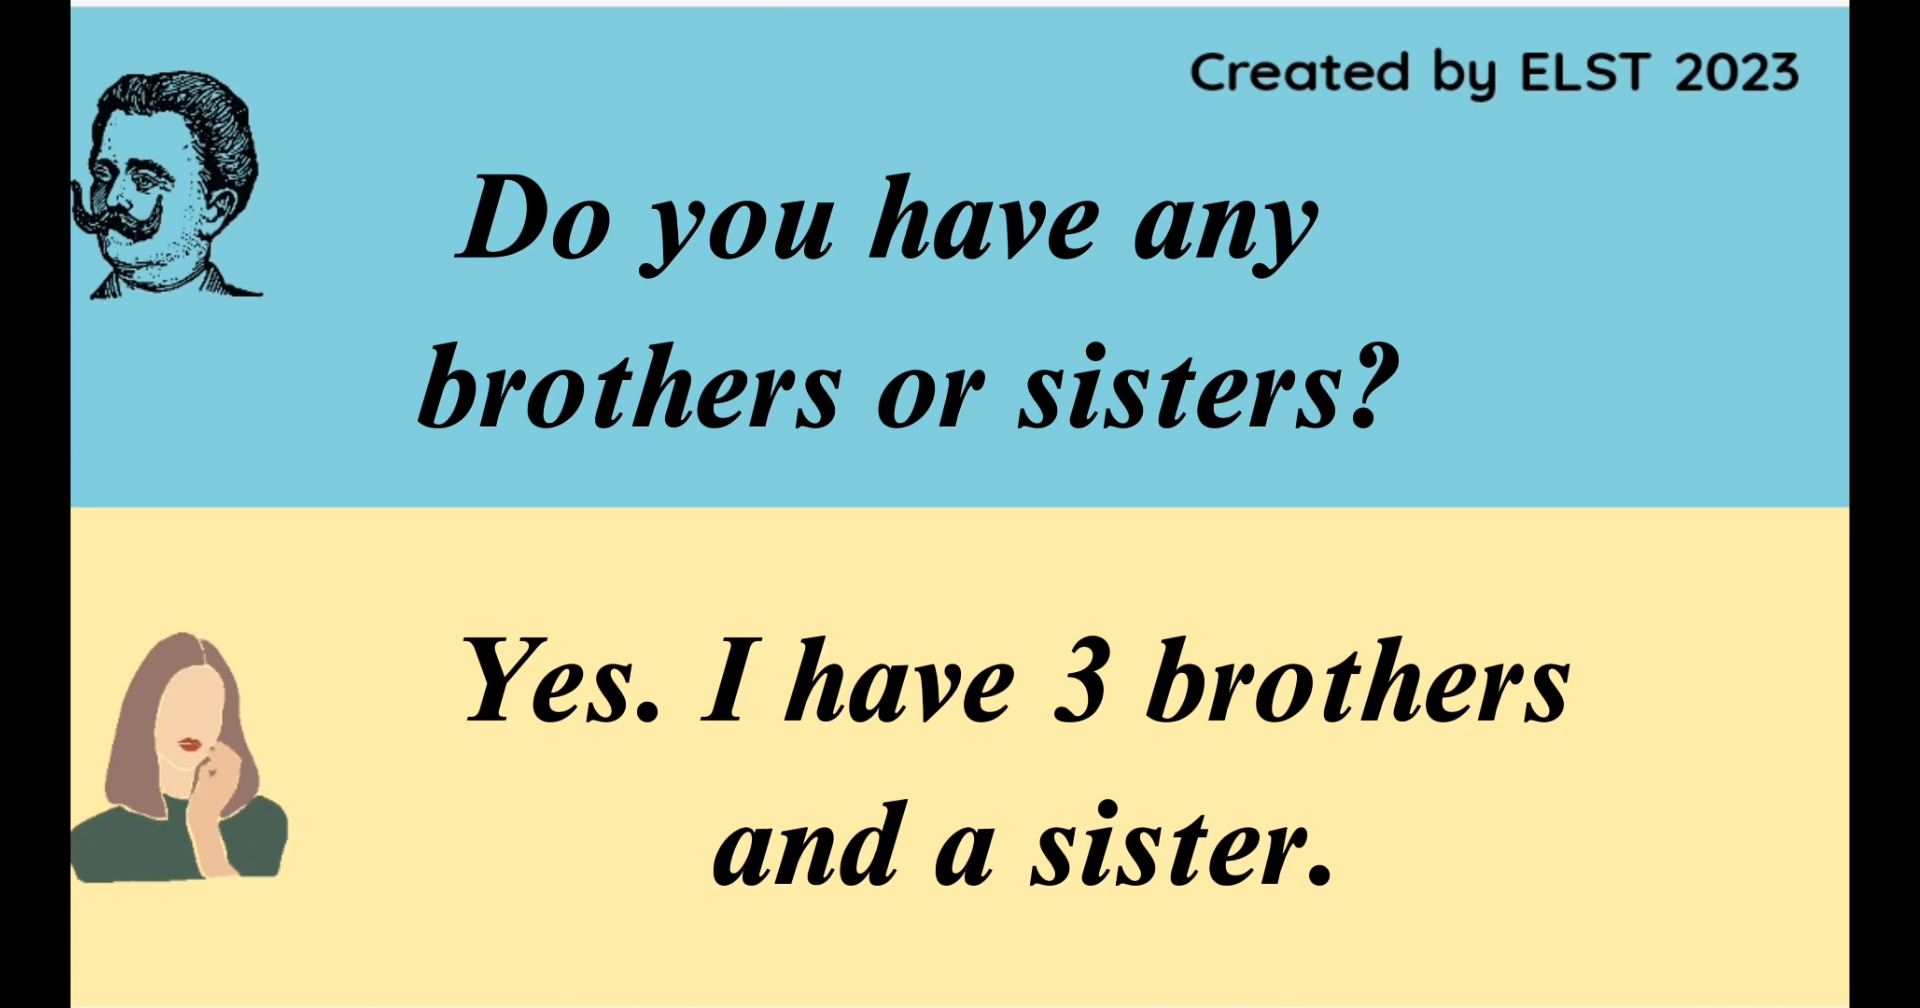 Created by ELST 2023
Do you have any
brothers or sisters?
Yes. I have 3 brothers
and a sister.